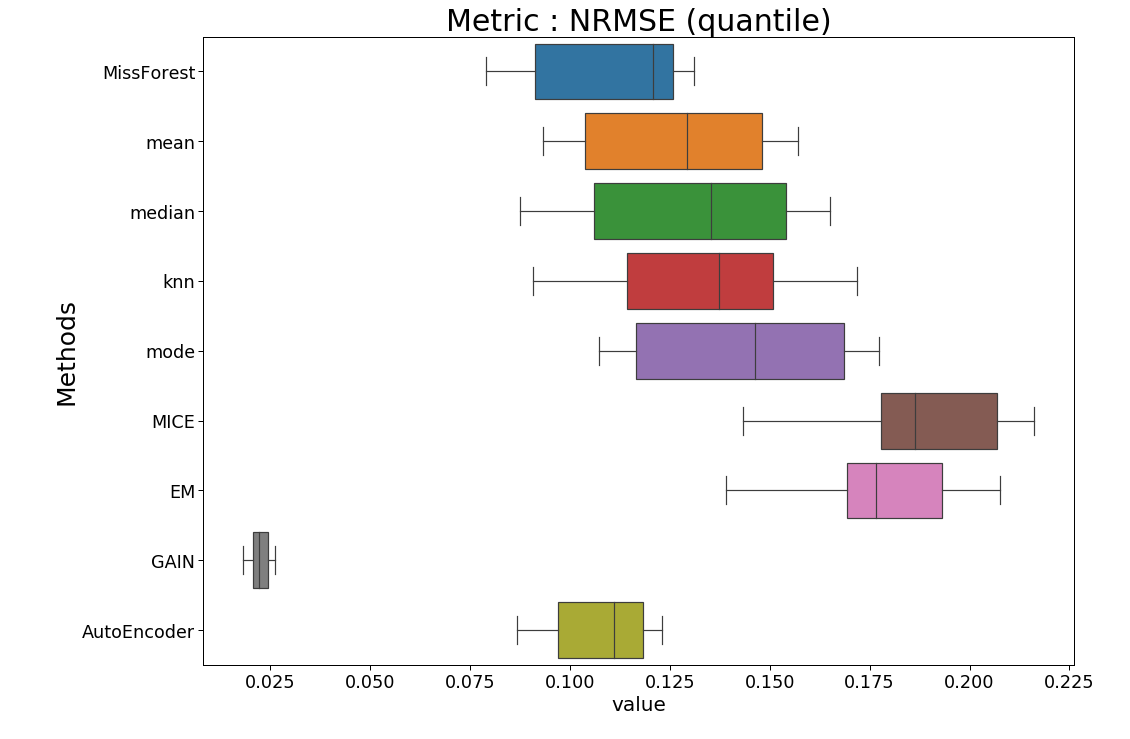 Metric : NRMSE (quantile)
Methods
MissForest
mean
median
knn
mode
MICE
EM
GAIN
AutoEncoder
0.025 0.050 0.075 0.100 0.125 0.150 0.175 0.200 0.225
value